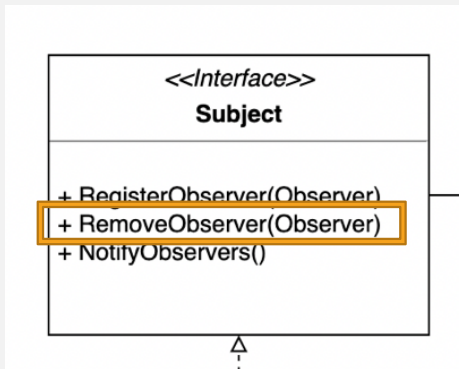 <<Interface>>
Subject
+ RegisterObserver(Observer)
+ RemoveObserver(Observer)
+ NotifyObservers()